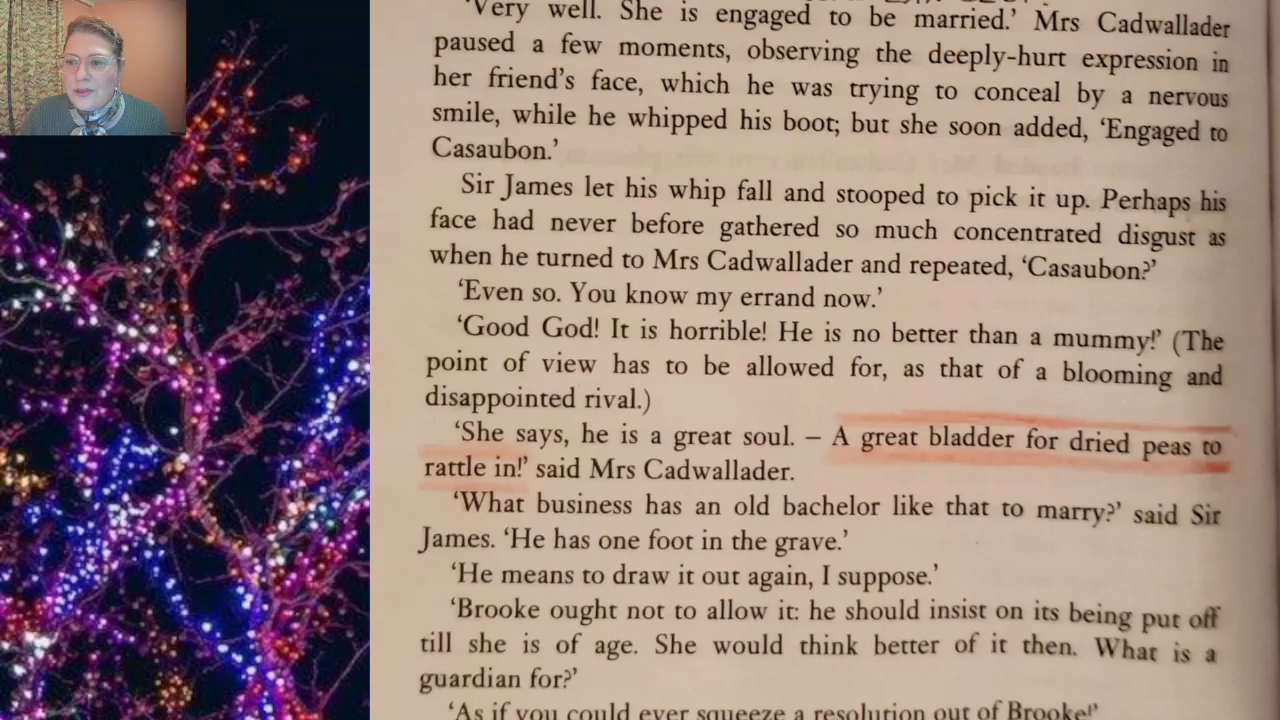 'Very well. She is engaged to be married.' Mrs Cadwallader
paused a few moments, observing the deeply-hurt expression in
her friend's face, which he was trying to conceal by a nervous
smile, while he whipped his boot; but she soon added, 'Engaged to
Casaubon.'
Sir James let his whip fall and stooped to pick it up. Perhaps his
face had never before gathered so much concentrated disgust as
when he turned to Mrs Cadwallader and repeated, 'Casaubon?'
'Even so. You know my errand now.'
'Good God! It is horrible! He is no better than a mummy!' (The
point of view has to be allowed for, as that of a blooming and
disappointed rival.)
'She says, he is a great soul. – A great bladder for dried peas to
rattle in!' said Mrs Cadwallader.
'What business has an old bachelor like that to marry?' said Sir
James. 'He has one foot in the grave.'
'He means to draw it out again, I suppose.'
'Brooke ought not to allow it: he should insist on its being put off
till she is of age. She would think better of it then. What is a
guardian for?'
'As if you could ever squeeze a resolution out of Brooke!'